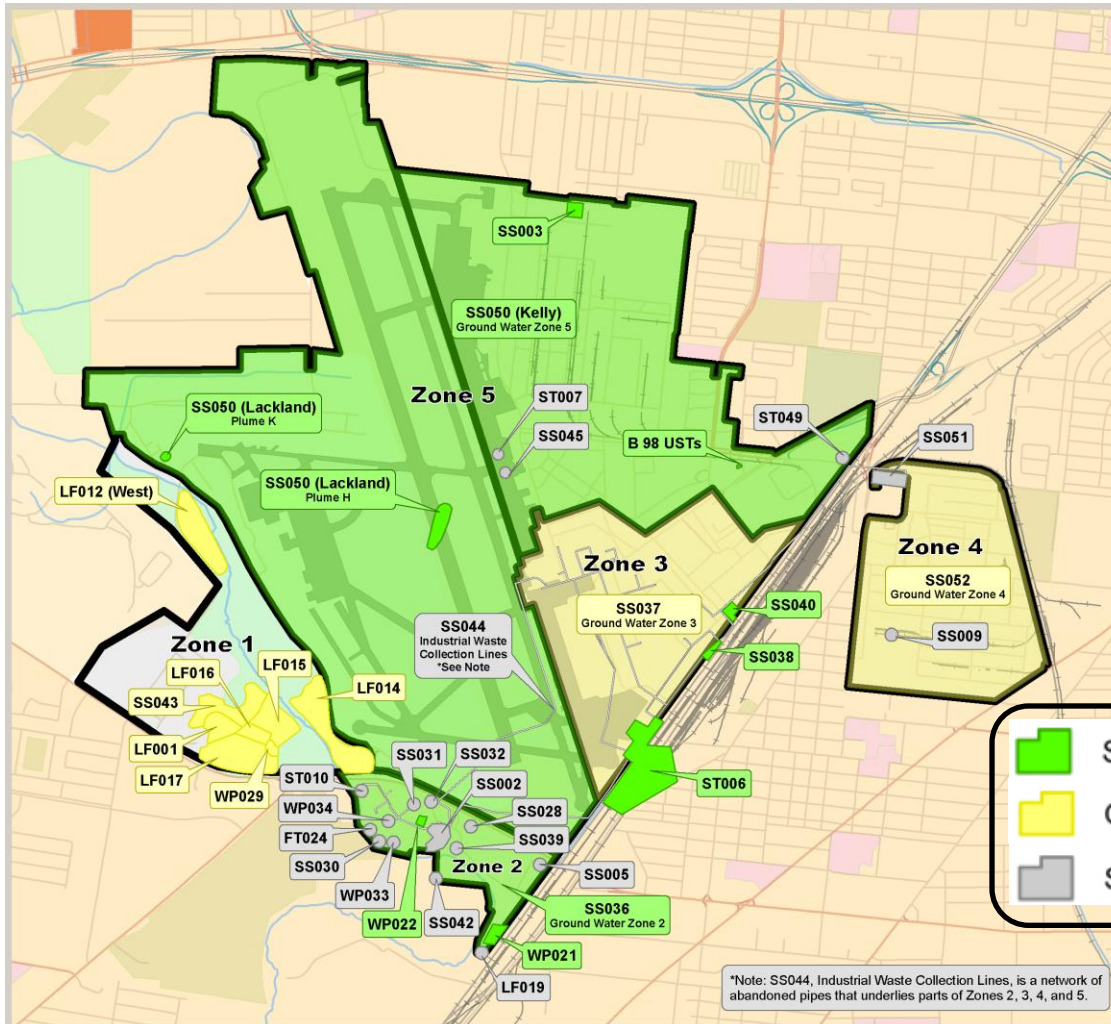 SS003
SS050 (Kelly)
Ground Water Zone 5
Zone 5
ST007
SS045
ST049
SS051
B 98 USTs
SS050 (Lackland)
Plume K
SS050 (Lackland)
Plume H
LF012 (West)
Zone 4
SS052
Ground Water Zone 4
SS009
Zone 3
SS037
Ground Water Zone 3
SS040
SS038
SS044
Industrial Waste
Collection Lines
*See Note
Zone 1
LF016
LF015
LF014
SS043
LF001
LF017
WP029
ST006
SS031
SS032
SS002
ST010
WP034
SS028
FT024
SS039
SS030
Zone 2
SS005
WP033
WP022
SS042
SS036
Ground Water Zone 2
WP021
LF019
S
S
*Note: SS044, Industrial Waste Collection Lines, is a network of
abandoned pipes that underlies parts of Zones 2, 3, 4, and 5.